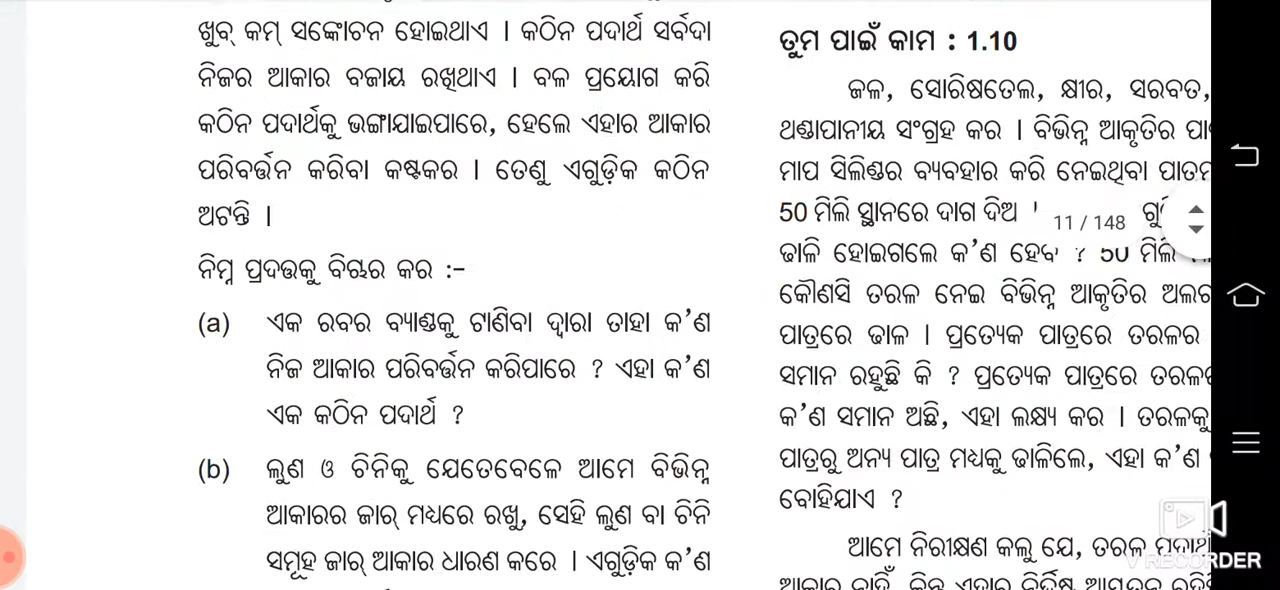 ଖୁବ୍ କମ୍ ସଙ୍କୋଚନ ହୋଇଥାଏ । କଠିନ ପଦାର୍ଥ ସର୍ବଦା
ନିଜର ଆକାର ବଜାୟ ରଖିଥାଏ । ବଳ ପ୍ରୟୋଗ କରି
କଠିନ ପଦାର୍ଥକୁ ଭଙ୍ଗାଯାଇପାରେ, ହେଲେ ଏହାର ଆକାର
ପରିବର୍ତ୍ତନ କରିବା କଷ୍ଟକର । ତେଣୁ ଏଗୁଡ଼ିକ କଠିନ
ଅଟନ୍ତି ।
ନିମ୍ନ ପ୍ରଦତ୍ତକୁ ବିଚ୍ଚର କର :–
(a) ଏକ ରବର ବ୍ୟାଣ୍ଡକୁ ଟାଣିବା ଦ୍ୱାରା ତାହା କ'ଣ
ନିଜ ଆକାର ପରିବର୍ତ୍ତନ କରିପାରେ ? ଏହା କ'ଣ
ଏକ କଠିନ ପଦାର୍ଥ ?
(b) ଲୁଣ ଓ ଚିନିକୁ ଯେତେବେଳେ ଆମେ ବିଭିନ୍ନ
ଆକାରର ଜାର୍ ମଧ୍ୟରେ ରଖୁ, ସେହି ଲୁଣ ବା ଚିନି
ସମୂହ ଜାର୍ ଆକାର ଧାରଣ କରେ । ଏଗୁଡ଼ିକ କ'ଣ
ତୁମ ପାଇଁ କାମ : 1.10
ଜଳ, ସୋରିଷତେଲ, କ୍ଷୀର, ସରବତ,
ଥଣ୍ଡାପାନୀୟ ସଂଗ୍ରହ କର । ବିଭିନ୍ନ ଆକୃତିର
ମାପ ସିଲିଣ୍ଡର ବ୍ୟବହାର କରି ନେଇଥିବା
50 ମିଲି ସ୍ଥାନରେ ଦାଗ ଦିଅ ।
ଢାଳି ହୋଇଗଲେ କ'ଣ ହେବ ? 50 ମିଲି
କୌଣସି ତରଳ ନେଇ ବିଭିନ୍ନ ଆକୃତିର
ପାତ୍ରରେ ଢାଳ । ପ୍ରତ୍ୟେକ ପାତ୍ରରେ ତରଳର
ସମାନ ରହୁଛି କି ? ପ୍ରତ୍ୟେକ ପାତ୍ରରେ
କ'ଣ ସମାନ ଅଛି, ଏହା ଲକ୍ଷ୍ୟ କର । ତରଳକୁ
ପାତ୍ରରୁ ଅନ୍ୟ ପାତ୍ର ମଧ୍ୟକୁ ଢାଳିଲେ, ଏହା କ'ଣ
ବୋହିଯାଏ ?
ଆମେ ନିରୀକ୍ଷଣ କଲୁ ଯେ, ତରଳ
11 / 148
V RECORDER